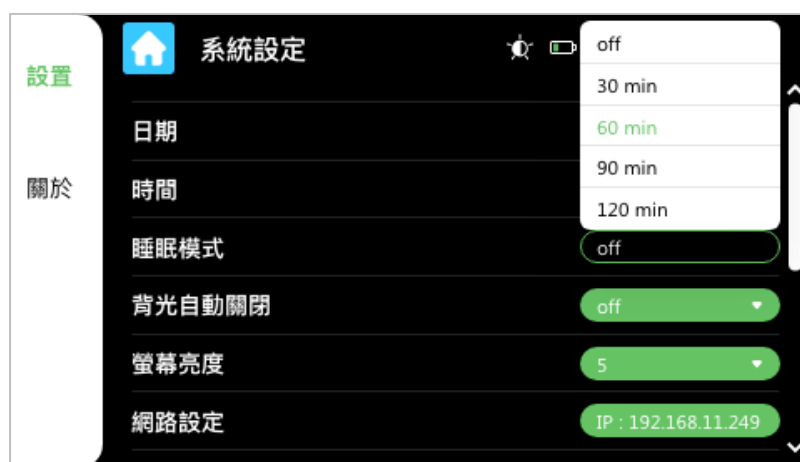 系統設定
設置
關於
off
30 min
60 min
90 min
120 min
日期
時間
睡眠模式
off
背光自動關閉
off
螢幕亮度
5
網路設定
IP : 192.168.11.249